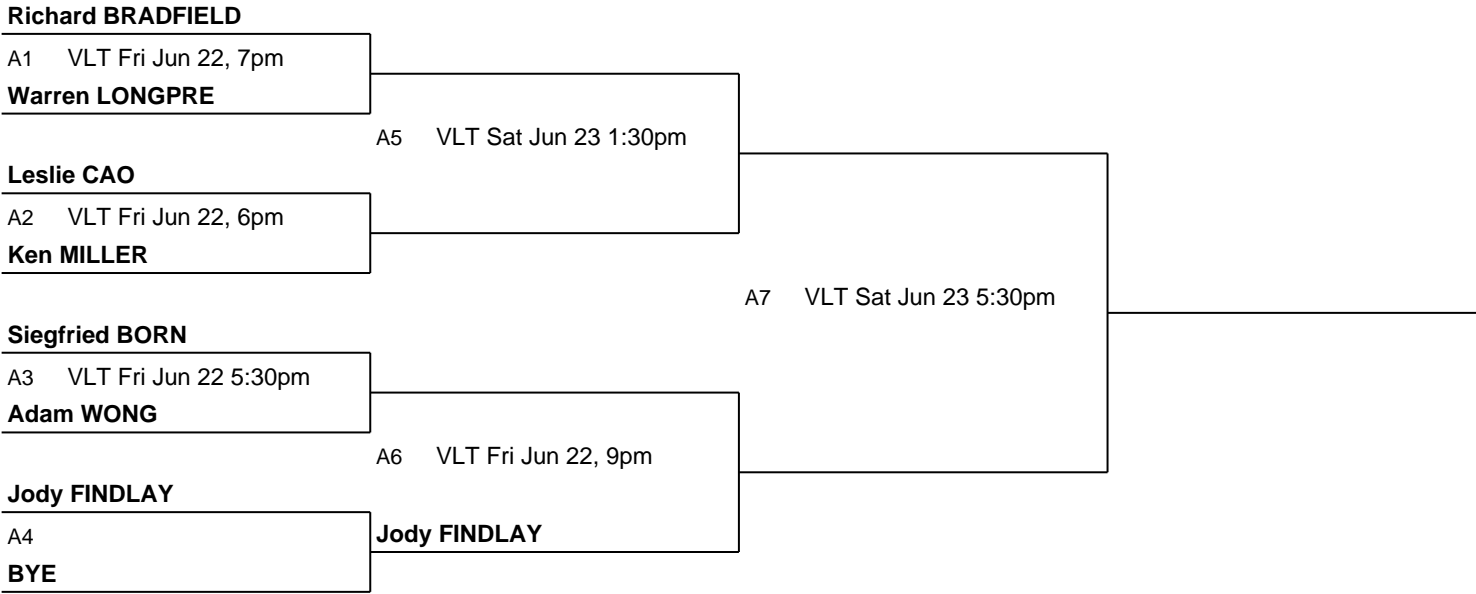 Richard BRADFIELD
A1 VLT Fri Jun 22, 7pm
Warren LONGPRE
A5 VLT Sat Jun 23 1:30pm
Leslie CAO
A2 VLT Fri Jun 22, 6pm
Ken MILLER
A7 VLT Sat Jun 23 5:30pm
Siegfried BORN
A3 VLT Fri Jun 22 5:30pm
Adam WONG
A6 VLT Fri Jun 22, 9pm
Jody FINDLAY
A4
Jody FINDLAY
BYE